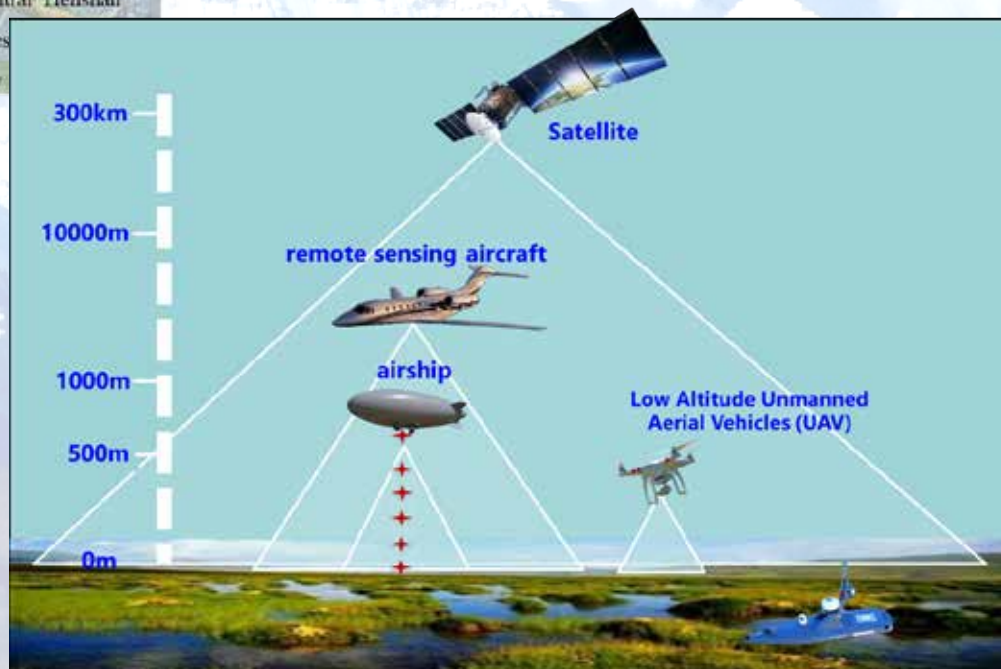 300km
Satellite
10000m
remote sensing aircraft
airship
1000m
Low Altitude Unmanned
Aerial Vehicles (UAV)
500m
0m